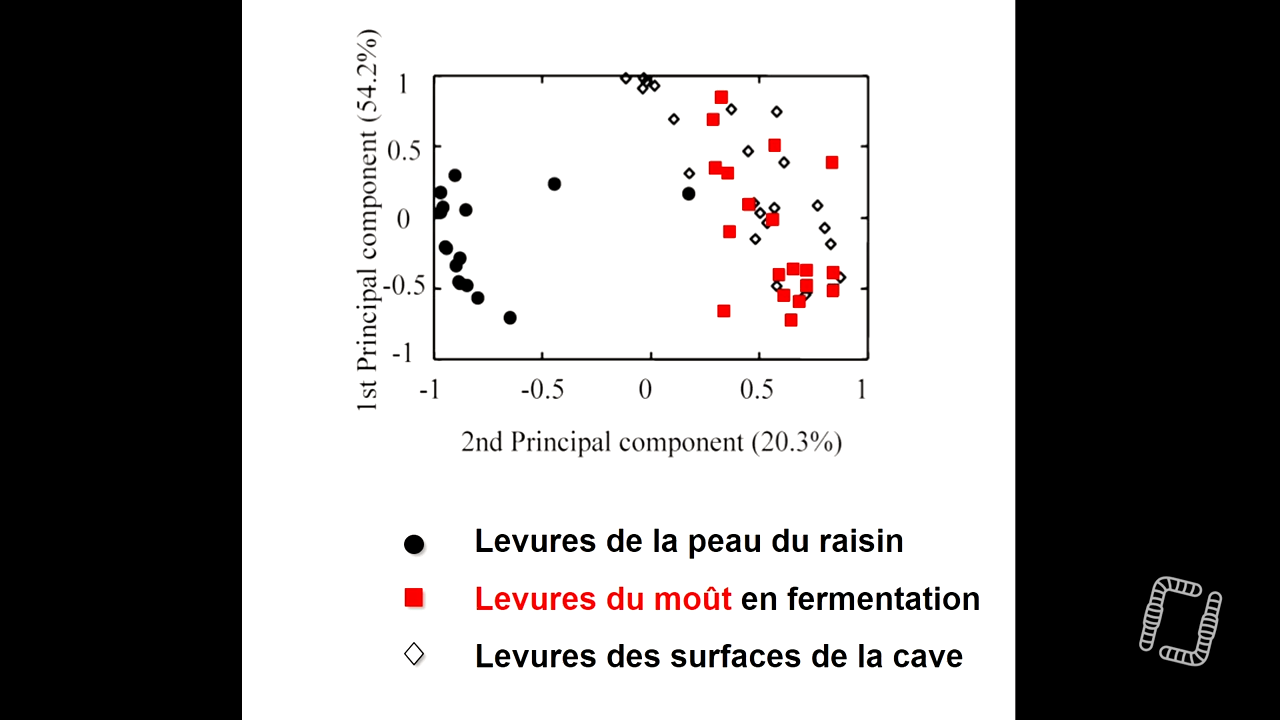 1st Principal component (54.2%)
1
0.5
0
-0.5
-1
-1 -0.5 0 0.5 1
2nd Principal component (20.3%)
Levures de la peau du raisin
Levures du moût en fermentation
Levures des surfaces de la cave